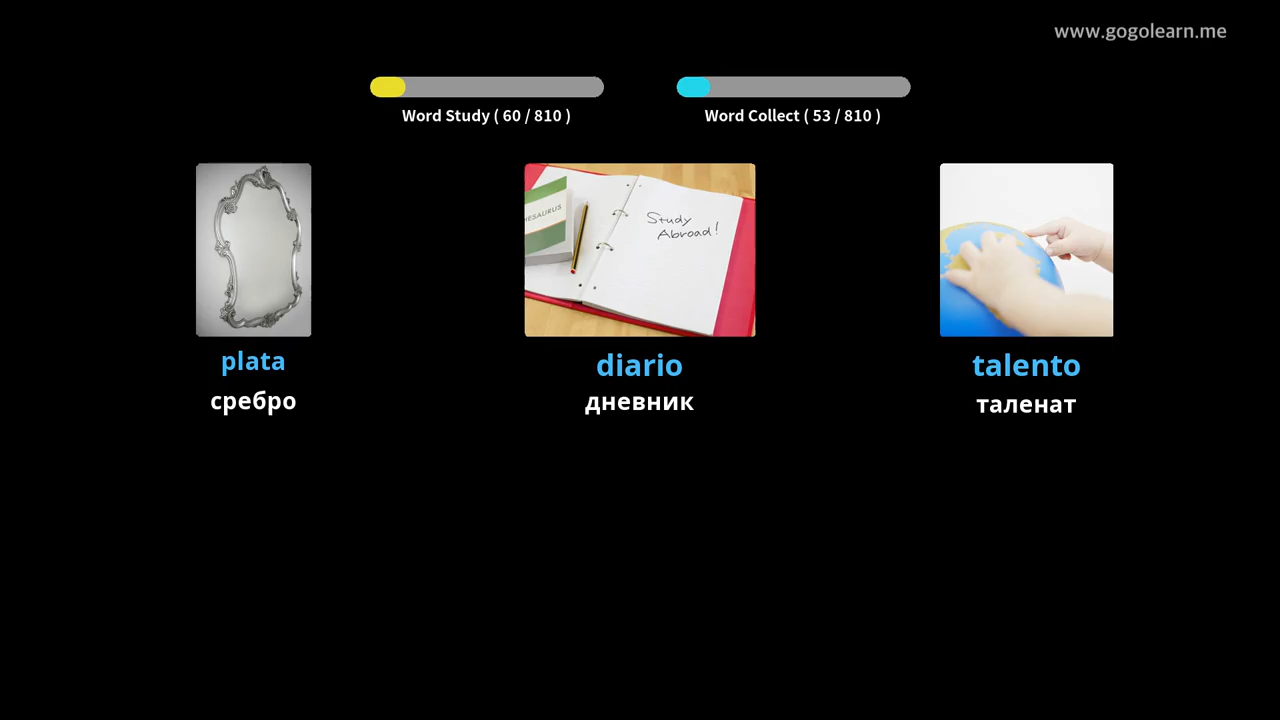 www.gogolearn.me
Word Study ( 60 / 810 )
Word Collect ( 53 / 810 )
HESAURUS
Study
Abroad!
plata
diario
talento
сребро
дневник
таленат